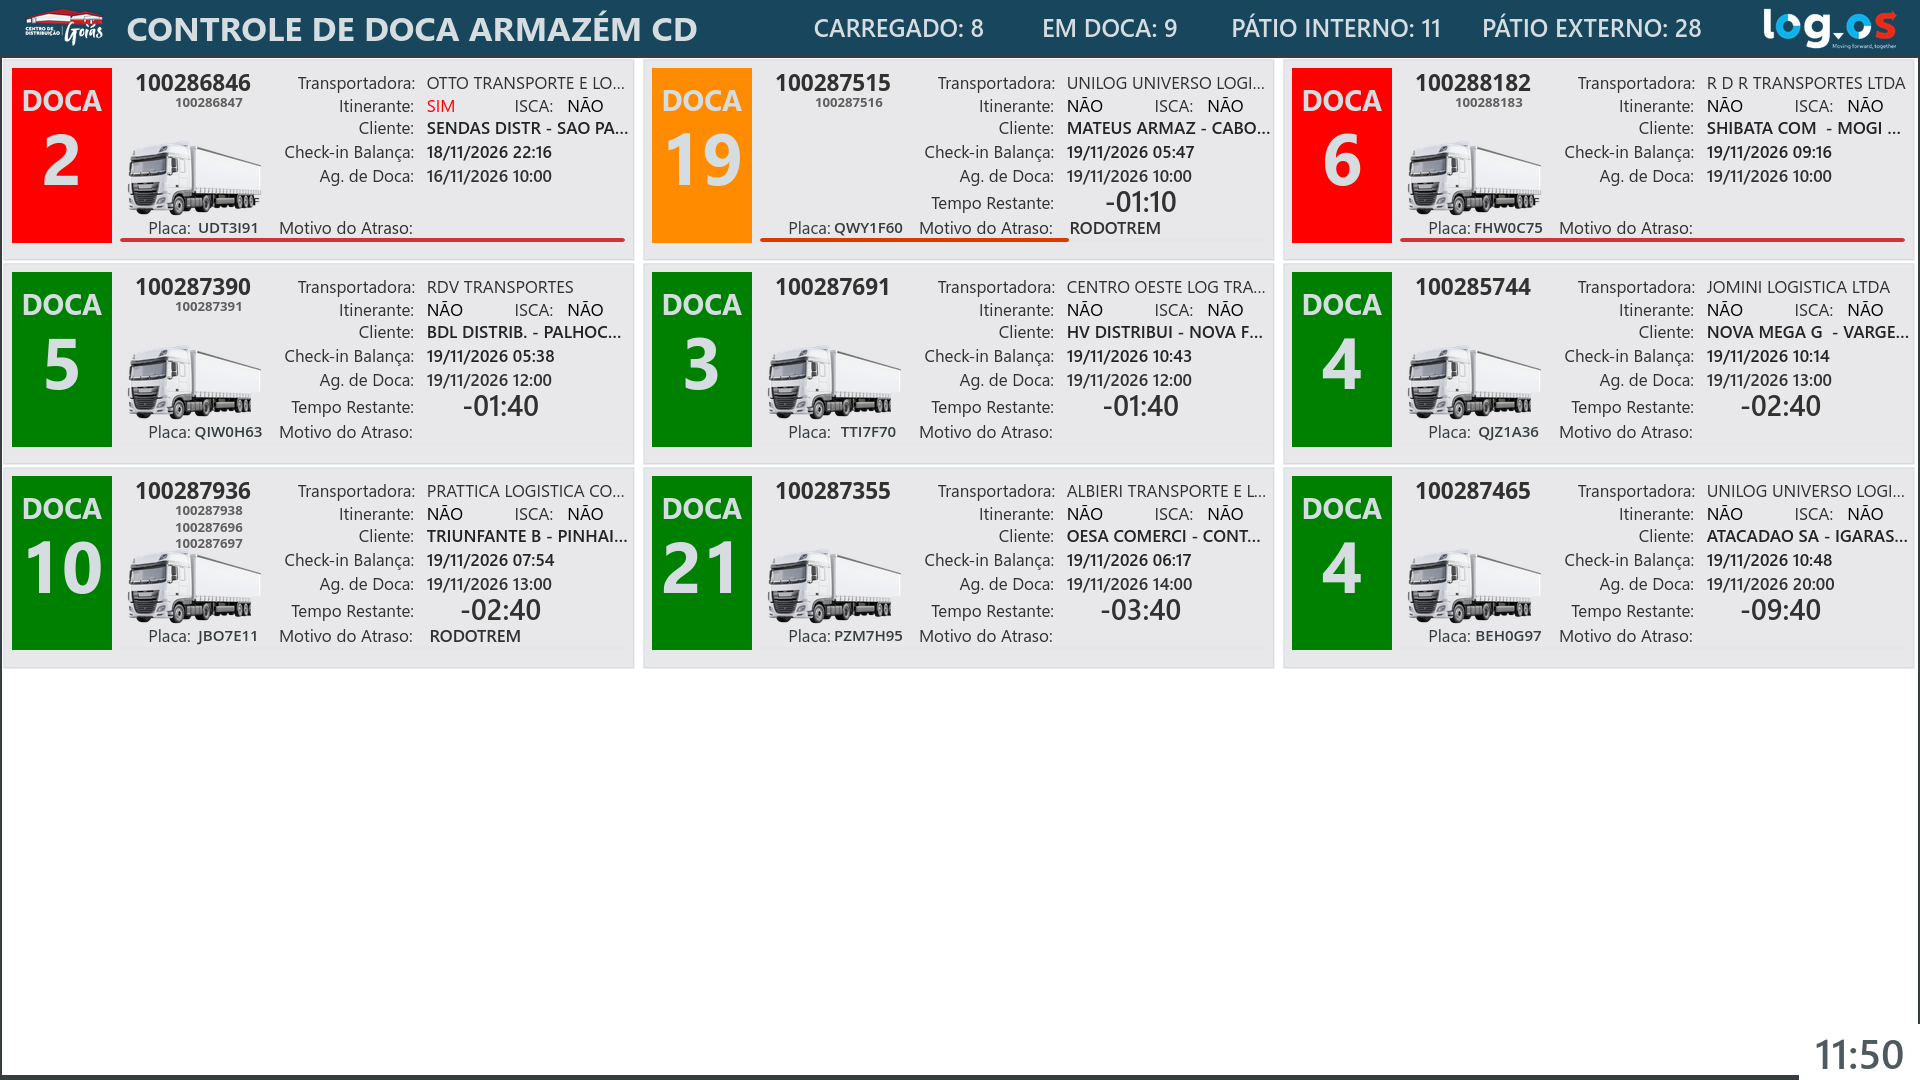 CENTRO DE DISTRIBUIÇÃO Goiás
CONTROLE DE DOCA ARMAZÉM CD
CARREGADO: 8
EM DOCA: 9
PÁTIO INTERNO: 11
PÁTIO EXTERNO: 28
log.os
Moving forward, together
DOCA
2
100286846
100286847
Placa: UDT3I91
Transportadora: OTTO TRANSPORTE E LO...
Itinerante: SIM ISCA: NÃO
Cliente: SENDAS DISTR - SAO PA...
Check-in Balança: 18/11/2026 22:16
Ag. de Doca: 16/11/2026 10:00
Motivo do Atraso:
DOCA
19
100287515
100287516
Placa: QWY1F60
Transportadora: UNILOG UNIVERSO LOGI...
Itinerante: NÃO ISCA: NÃO
Cliente: MATEUS ARMAZ - CABO...
Check-in Balança: 19/11/2026 05:47
Ag. de Doca: 19/11/2026 10:00
Tempo Restante: -01:10
Motivo do Atraso: RODOTREM
DOCA
6
100288182
100288183
Placa: FHW0C75
Transportadora: R D R TRANSPORTES LTDA
Itinerante: NÃO ISCA: NÃO
Cliente: SHIBATA COM - MOGI ...
Check-in Balança: 19/11/2026 09:16
Ag. de Doca: 19/11/2026 10:00
Motivo do Atraso:
DOCA
5
100287390
100287391
Placa: QIW0H63
Transportadora: RDV TRANSPORTES
Itinerante: NÃO ISCA: NÃO
Cliente: BDL DISTRIB. - PALHOC...
Check-in Balança: 19/11/2026 05:38
Ag. de Doca: 19/11/2026 12:00
Tempo Restante: -01:40
Motivo do Atraso:
DOCA
3
100287691
Placa: TTI7F70
Transportadora: CENTRO OESTE LOG TRA...
Itinerante: NÃO ISCA: NÃO
Cliente: HV DISTRIBUI - NOVA F...
Check-in Balança: 19/11/2026 10:43
Ag. de Doca: 19/11/2026 12:00
Tempo Restante: -01:40
Motivo do Atraso:
DOCA
4
100285744
Placa: QJZ1A36
Transportadora: JOMINI LOGISTICA LTDA
Itinerante: NÃO ISCA: NÃO
Cliente: NOVA MEGA G - VARGE...
Check-in Balança: 19/11/2026 10:14
Ag. de Doca: 19/11/2026 13:00
Tempo Restante: -02:40
Motivo do Atraso:
DOCA
10
100287936
100287938
100287696
100287697
Placa: JBO7E11
Transportadora: PRATTICA LOGISTICA CO...
Itinerante: NÃO ISCA: NÃO
Cliente: TRIUNFANTE B - PINHAI...
Check-in Balança: 19/11/2026 07:54
Ag. de Doca: 19/11/2026 13:00
Tempo Restante: -02:40
Motivo do Atraso: RODOTREM
DOCA
21
100287355
Placa: PZM7H95
Transportadora: ALBIERI TRANSPORTE E L...
Itinerante: NÃO ISCA: NÃO
Cliente: OESA COMERCI - CONT...
Check-in Balança: 19/11/2026 06:17
Ag. de Doca: 19/11/2026 14:00
Tempo Restante: -03:40
Motivo do Atraso:
DOCA
4
100287465
Placa: BEH0G97
Transportadora: UNILOG UNIVERSO LOGI...
Itinerante: NÃO ISCA: NÃO
Cliente: ATACADAO SA - IGARAS...
Check-in Balança: 19/11/2026 10:48
Ag. de Doca: 19/11/2026 20:00
Tempo Restante: -09:40
Motivo do Atraso:
11:50